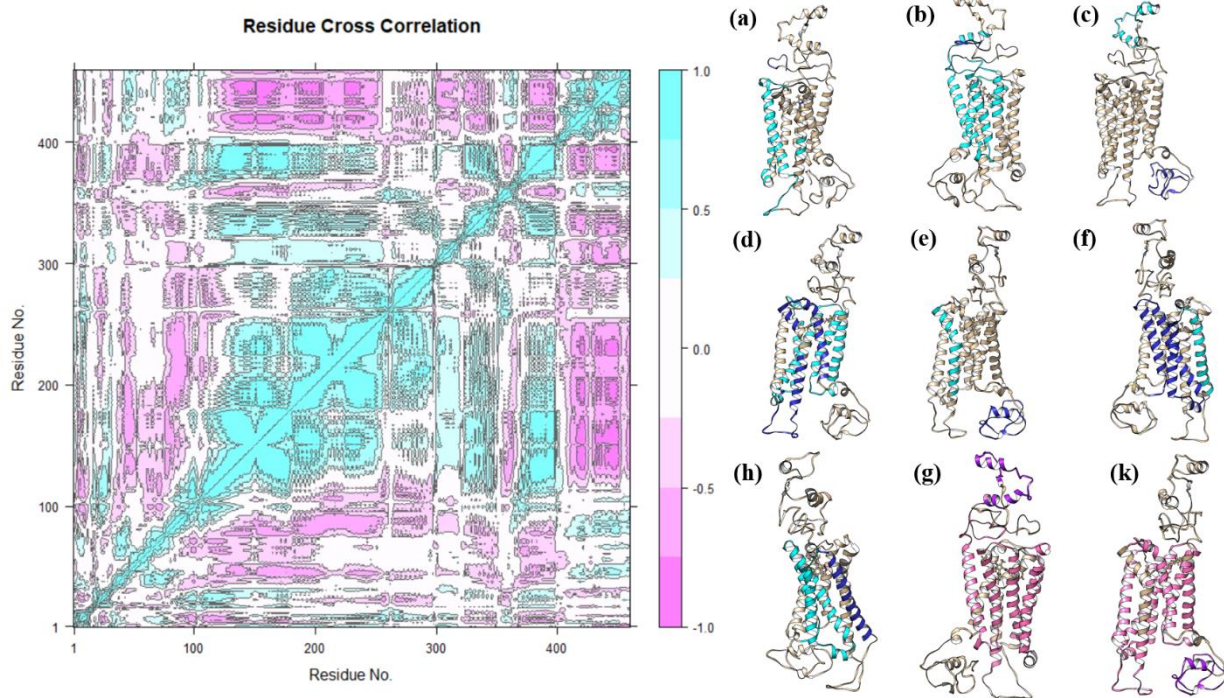 Residue Cross Correlation
Residue No.
400
300
200
100
1
1
100
200
300
400
Residue No.
1.0
0.5
0.0
-0.5
-1.0
(a)
(b)
(c)
(d)
(e)
(f)
(h)
(g)
(k)